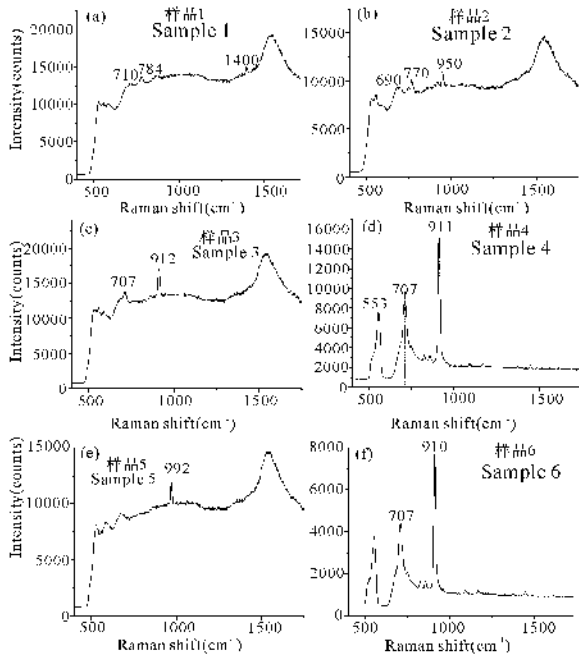 (a)
样品1
Sample 1
710
784
1400
20000
15000
10000
5000
0
Intensity (counts)
500
1000
1500
Raman shift(cm⁻¹)
(b)
样品2
Sample 2
690
770
950
15000
10000
5000
0
500
1000
1500
Raman shift(cm⁻¹)
(c)
样品3
Sample 3
707
912
20000
15000
10000
5000
0
Intensity(counts)
500
1000
1500
Raman shift(cm⁻¹)
(d)
样品4
Sample 4
553
707
911
16000
14000
12000
10000
8000
6000
4000
2000
0
500
1000
1500
Raman shift(cm⁻¹)
(e)
样品5
Sample 5
992
15000
10000
5000
0
Intensity(counts)
500
1000
1500
Raman shift(cm⁻¹)
(f)
样品6
Sample 6
707
910
8000
6000
4000
2000
0
500
1000
1500
Raman shift(cm⁻¹)